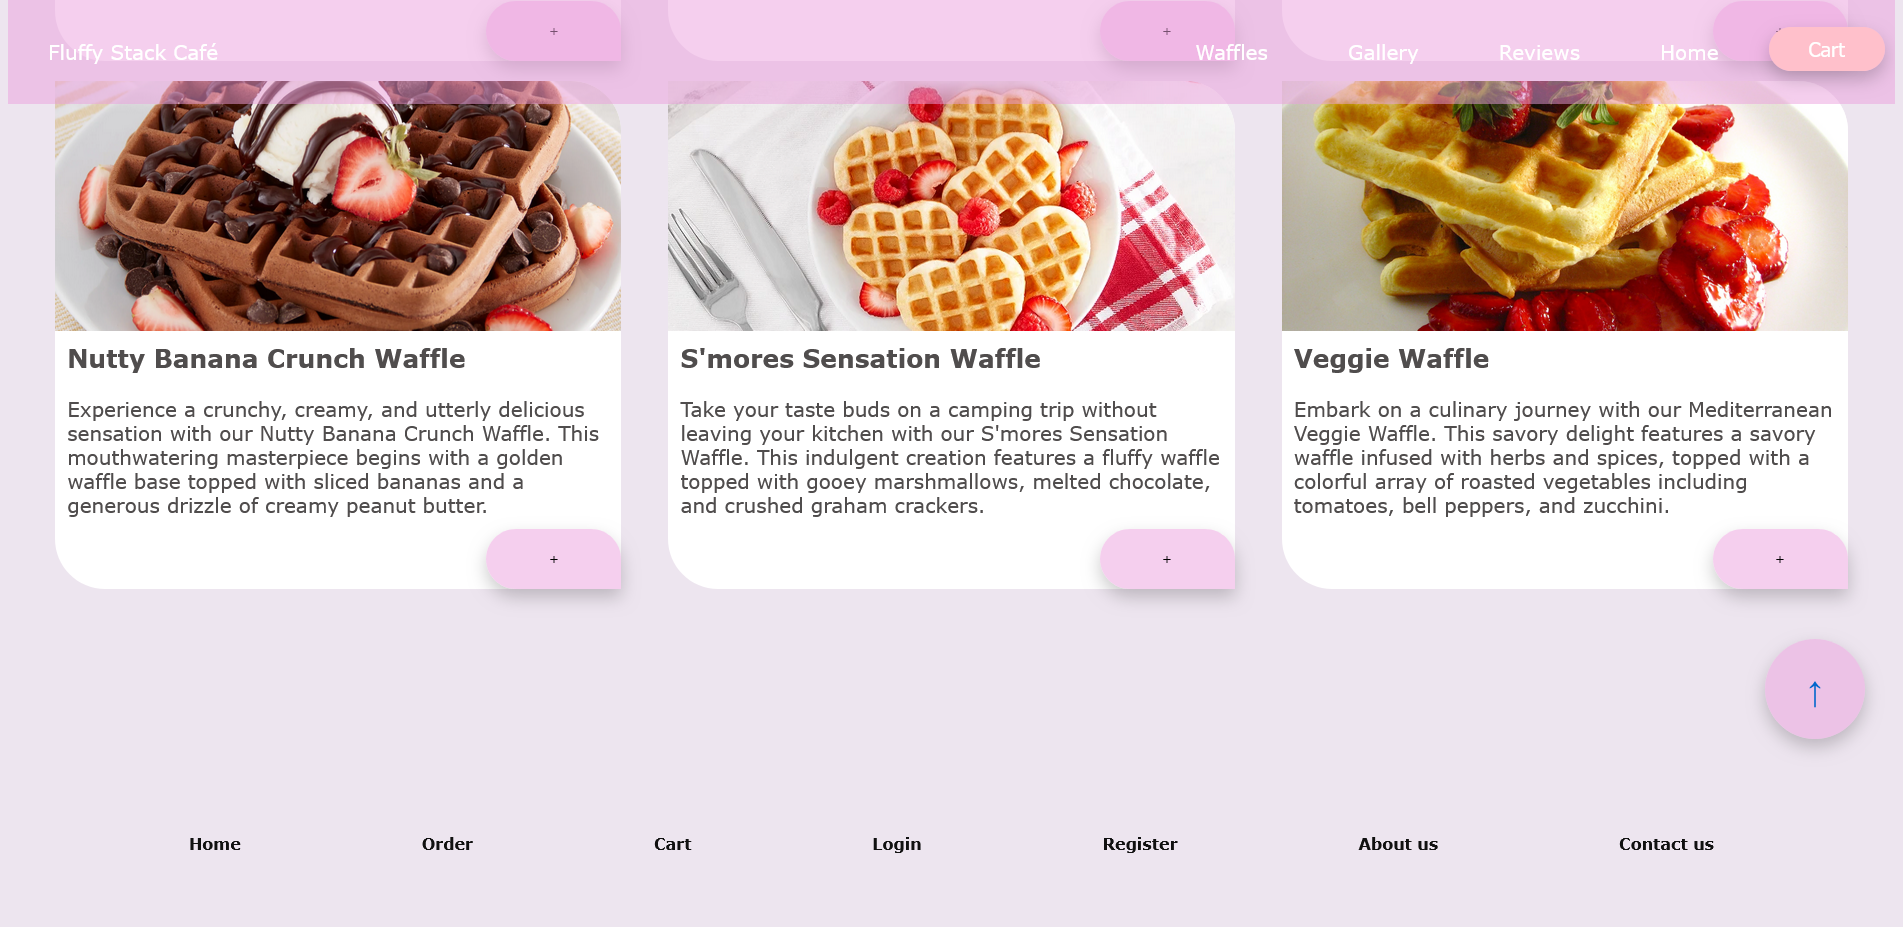 +
+
+
Fluffy Stack Café
Waffles
Gallery
Reviews
Home
Cart
Nutty Banana Crunch Waffle
Experience a crunchy, creamy, and utterly delicious
sensation with our Nutty Banana Crunch Waffle. This
mouthwatering masterpiece begins with a golden
waffle base topped with sliced bananas and a
generous drizzle of creamy peanut butter.
+
S'mores Sensation Waffle
Take your taste buds on a camping trip without
leaving your kitchen with our S'mores Sensation
Waffle. This indulgent creation features a fluffy waffle
topped with gooey marshmallows, melted chocolate,
and crushed graham crackers.
+
Veggie Waffle
Embark on a culinary journey with our Mediterranean
Veggie Waffle. This savory delight features a savory
waffle infused with herbs and spices, topped with a
colorful array of roasted vegetables including
tomatoes, bell peppers, and zucchini.
+
↑
Home
Order
Cart
Login
Register
About us
Contact us